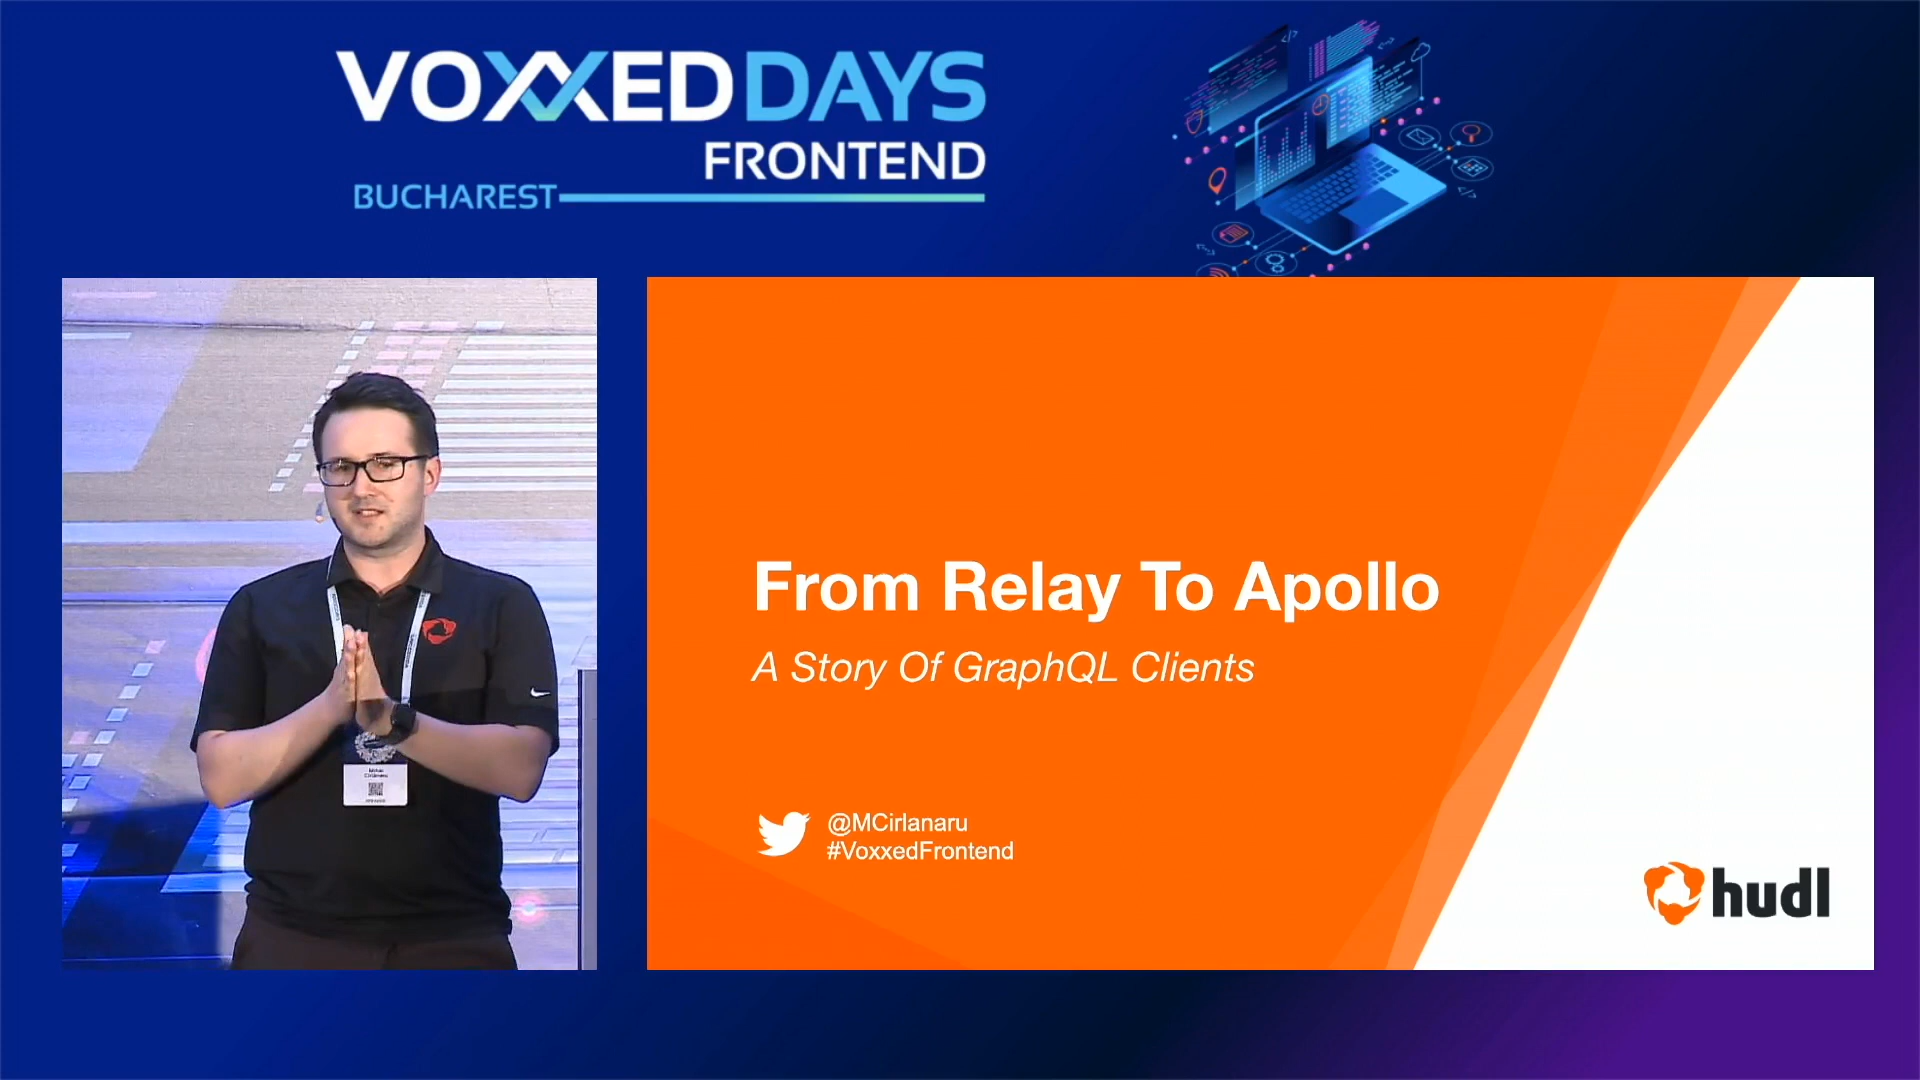 VOXXED DAYS
FRONTEND
BUCHAREST
From Relay To Apollo
A Story Of GraphQL Clients
@MCirlanaru
#VoxxedFrontend
hudl